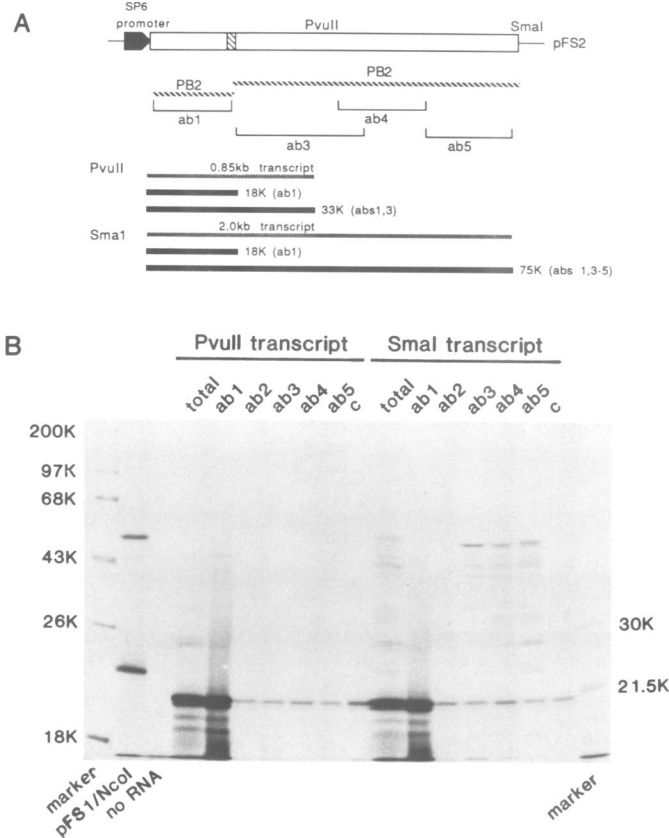 A
SP6
promoter
PvuII
SmaI
pFS2
PB2
PB2
ab1
ab4
ab3
ab5
PvuII
0.85kb transcript
18K (ab1)
33K (abs1,3)
Sma1
2.0kb transcript
18K (ab1)
75K (abs 1,3-5)
B
PvuII transcript
SmaI transcript
total
ab1
ab2
ab3
ab4
ab5
c
total
ab1
ab2
ab3
ab4
ab5
c
200K
97K
68K
43K
26K
18K
30K
21.5K
marker
pFS1/NcoI
no RNA
marker